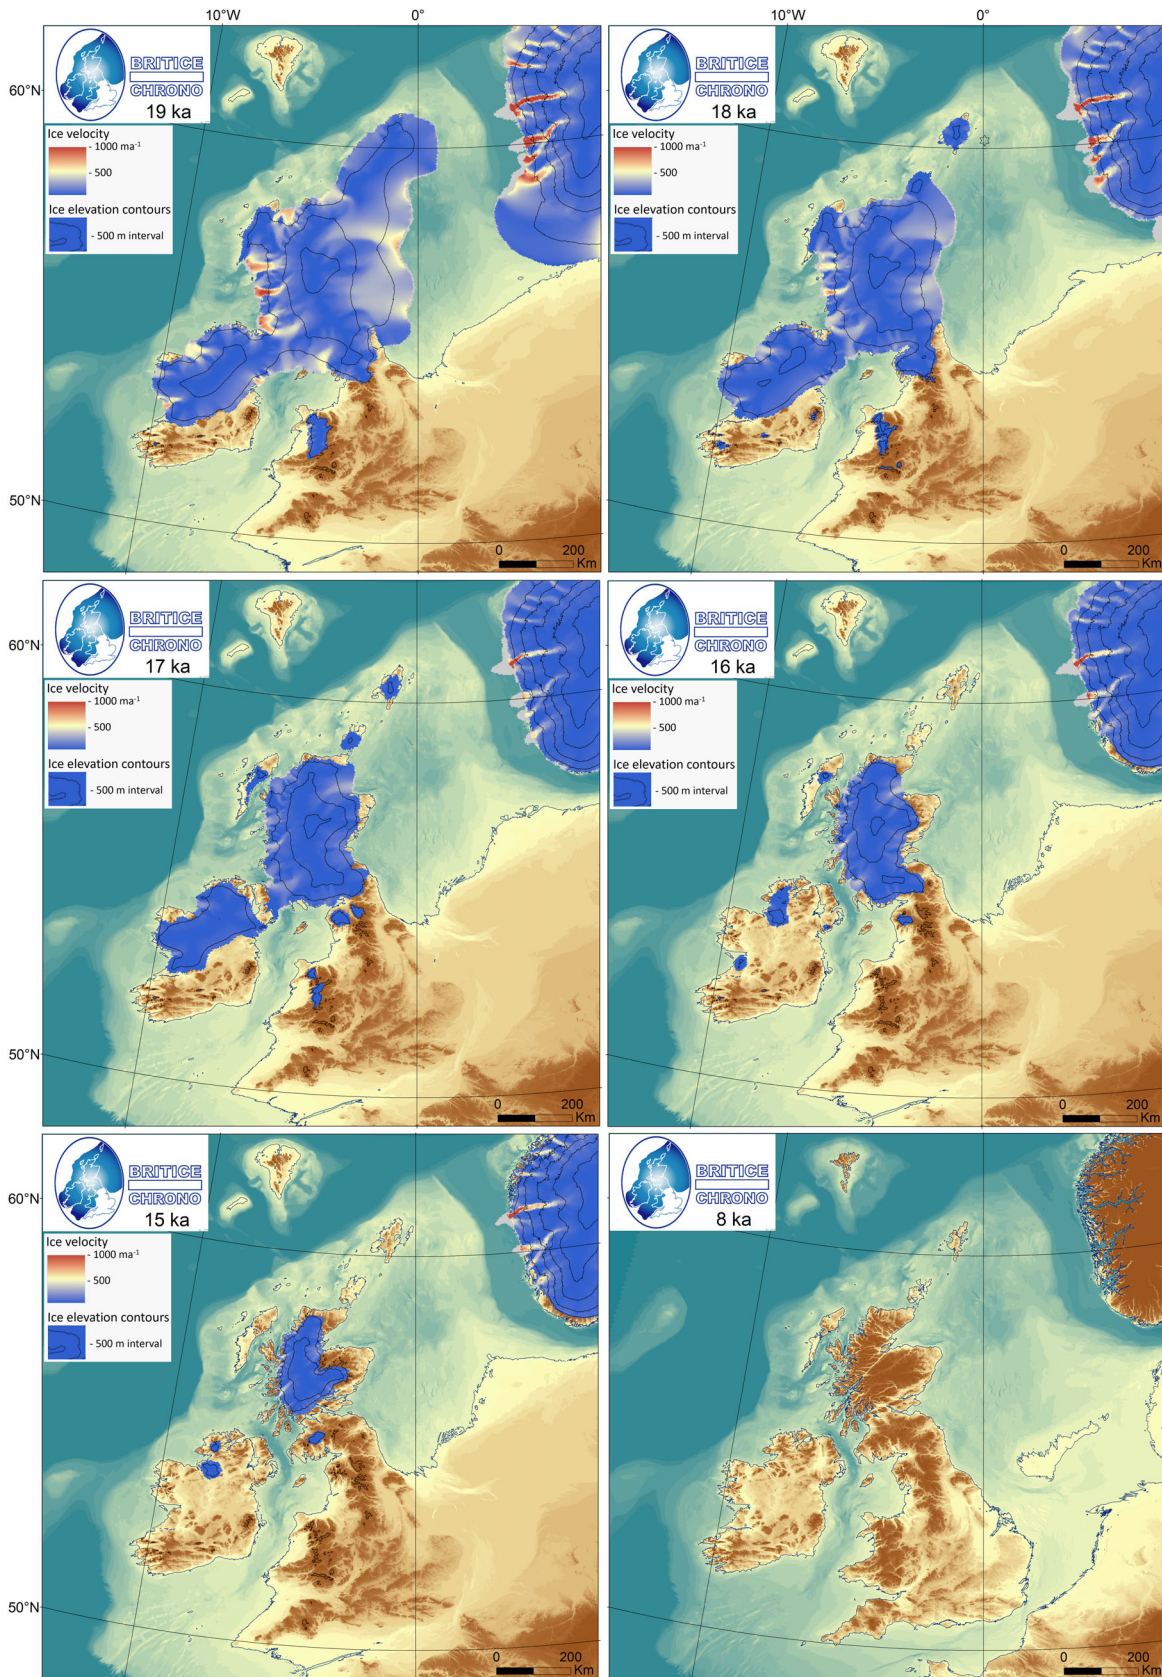 10°W 0° 10°W 0°
60°N
BRITICE
CHRONO
19 ka
Ice velocity
- 1000 ma⁻¹
- 500
Ice elevation contours
- 500 m interval
50°N
0 200
Km
BRITICE
CHRONO
18 ka
Ice velocity
- 1000 ma⁻¹
- 500
Ice elevation contours
- 500 m interval
0 200
Km
60°N
BRITICE
CHRONO
17 ka
Ice velocity
- 1000 ma⁻¹
- 500
Ice elevation contours
- 500 m interval
50°N
0 200
Km
BRITICE
CHRONO
16 ka
Ice velocity
- 1000 ma⁻¹
- 500
Ice elevation contours
- 500 m interval
0 200
Km
60°N
BRITICE
CHRONO
15 ka
Ice velocity
- 1000 ma⁻¹
- 500
Ice elevation contours
- 500 m interval
50°N
0 200
Km
BRITICE
CHRONO
8 ka
0 200
Km